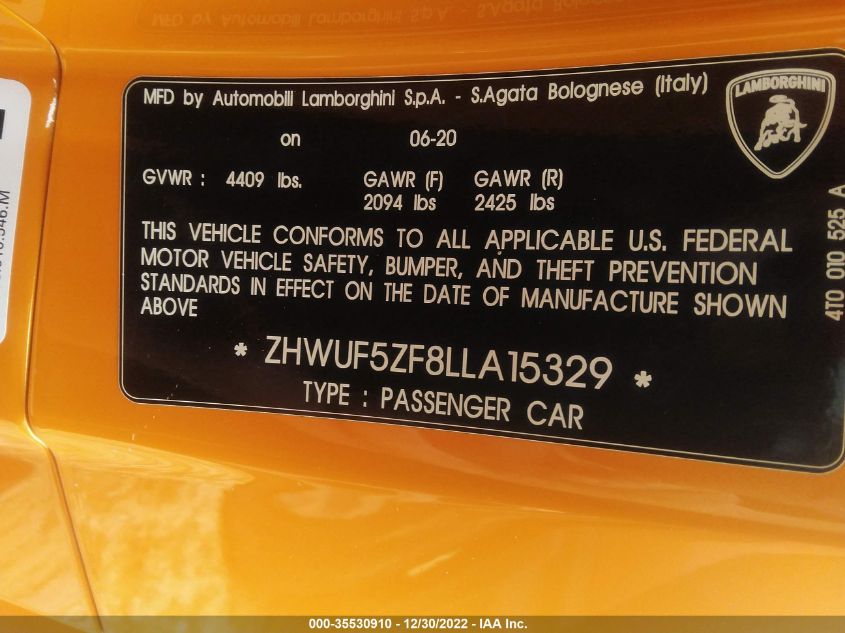 MFD by Automobili Lamborghini S.p.A. - S.Agata Bolognese (Italy)
LAMBORGHINI
on 06-20
GVWR : 4409 lbs. GAWR (F) GAWR (R)
2094 lbs 2425 lbs
THIS VEHICLE CONFORMS TO ALL APPLICABLE U.S. FEDERAL
MOTOR VEHICLE SAFETY, BUMPER, AND THEFT PREVENTION
STANDARDS IN EFFECT ON THE DATE OF MANUFACTURE SHOWN
ABOVE
* ZHWUF5ZF8LLA15329 *
TYPE : PASSENGER CAR
4T0 010 525 A
000-35530910 - 12/30/2022 - IAA Inc.